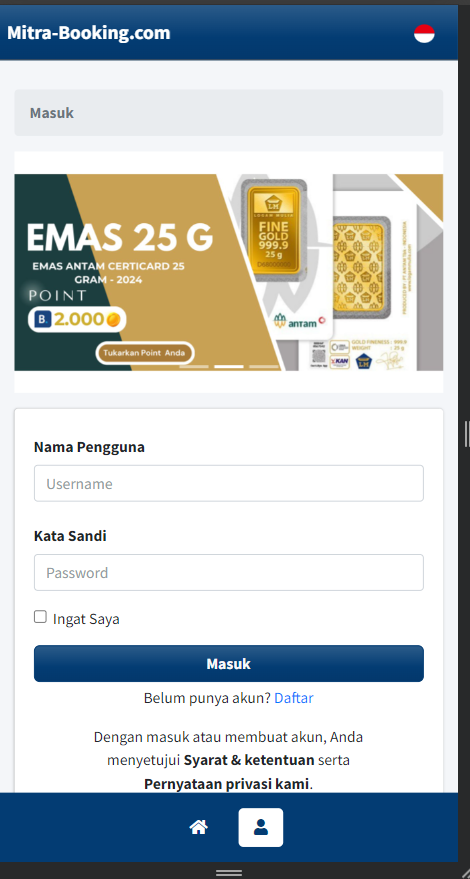 Mitra-Booking.com
Masuk
EMAS 25 G
EMAS ANTAM CERTICARD 25
GRAM - 2024
POINT
B. 2.000
Tukarkan Point Anda
LM
LOGAM MULIA
FINE
GOLD
999.9
25 g
antam
GOLD FINENESS : 999.9
WEIGHT : 25 g
KAN
LM
Nama Pengguna
Username
Kata Sandi
Password
Ingat Saya
Masuk
Belum punya akun? Daftar
Dengan masuk atau membuat akun, Anda
menyetujui Syarat & ketentuan serta
Pernyataan privasi kami.